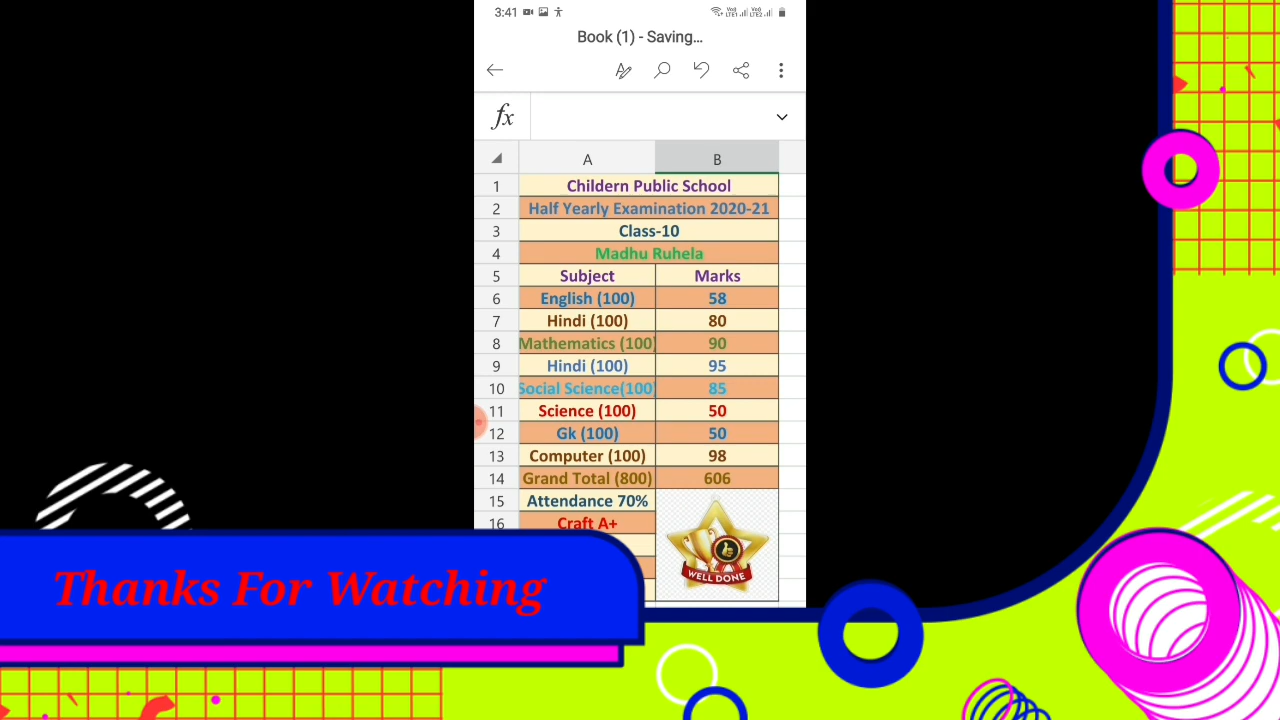 3:41
Book (1) - Saving...
fx
A B
1 Childern Public School
2 Half Yearly Examination 2020-21
3 Class-10
4 Madhu Ruhela
5 Subject Marks
6 English (100) 58
7 Hindi (100) 80
8 Mathematics (100) 90
9 Hindi (100) 95
10 Social Science(100) 85
11 Science (100) 50
12 Gk (100) 50
13 Computer (100) 98
14 Grand Total (800) 606
15 Attendance 70%
16 Craft A+
WELL DONE
Thanks For Watching